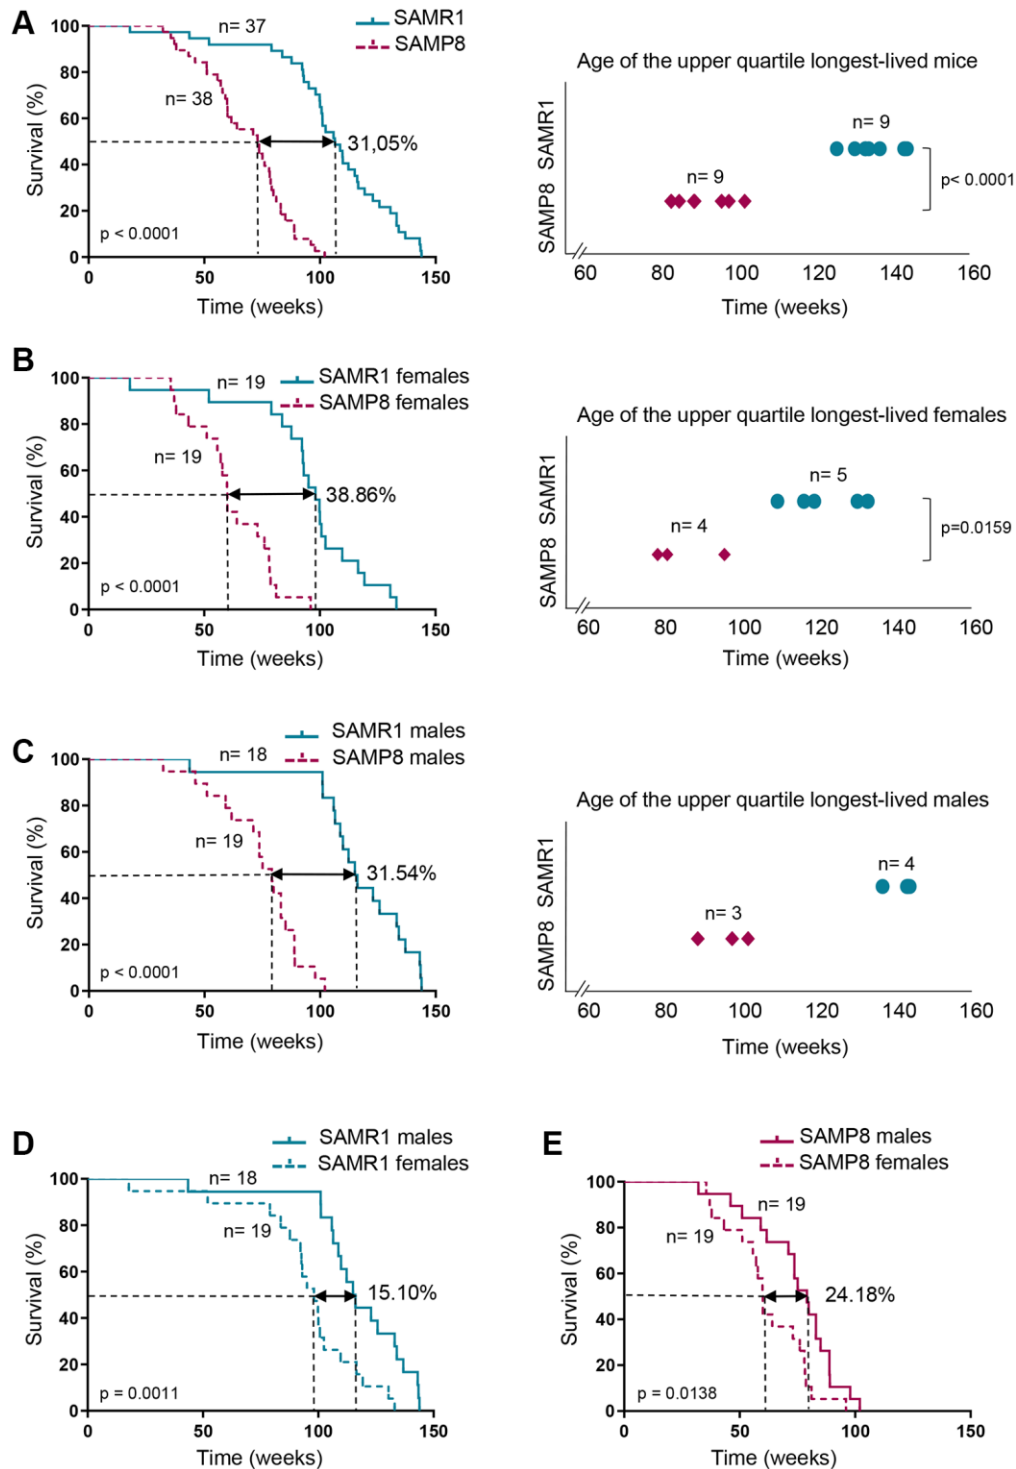 A
SAMR1
SAMP8
n= 37
n= 38
31,05%
p < 0.0001
Survival (%)
100
80
60
40
20
0
0 50 100 150
Time (weeks)
Age of the upper quartile longest-lived mice
SAMP8 SAMR1
n= 9
n= 9
p< 0.0001
60 80 100 120 140 160
Time (weeks)
B
SAMR1 females
SAMP8 females
n= 19
n= 19
38.86%
p < 0.0001
Survival (%)
100
80
60
40
20
0
0 50 100 150
Time (weeks)
Age of the upper quartile longest-lived females
SAMP8 SAMR1
n= 5
n= 4
p=0.0159
60 80 100 120 140 160
Time (weeks)
C
SAMR1 males
SAMP8 males
n= 18
n= 19
31.54%
p < 0.0001
Survival (%)
100
80
60
40
20
0
0 50 100 150
Time (weeks)
Age of the upper quartile longest-lived males
SAMP8 SAMR1
n= 4
n= 3
60 80 100 120 140 160
Time (weeks)
D
SAMR1 males
SAMR1 females
n= 18
n= 19
15.10%
p = 0.0011
Survival (%)
100
80
60
40
20
0
0 50 100 150
Time (weeks)
E
SAMP8 males
SAMP8 females
n= 19
n= 19
24.18%
p = 0.0138
Survival (%)
100
80
60
40
20
0
0 50 100 150
Time (weeks)